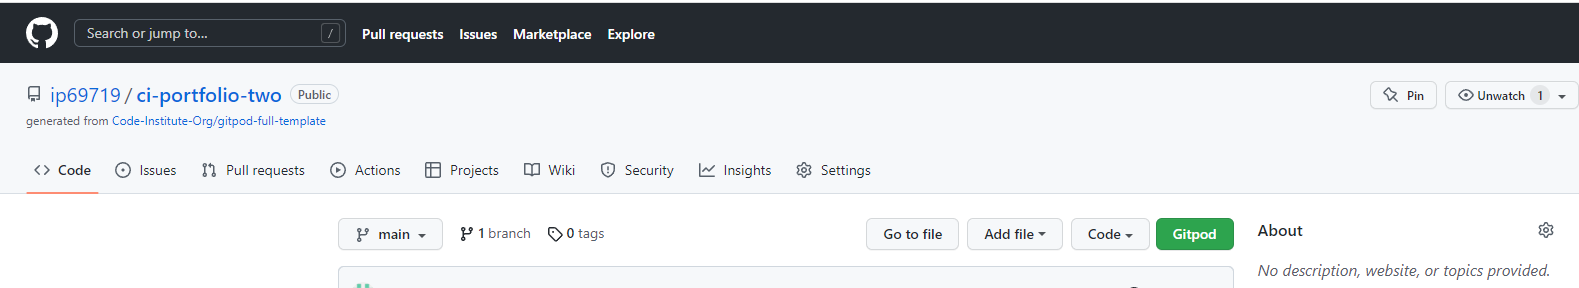 Search or jump to... / Pull requests Issues Marketplace Explore
ip69719 / ci-portfolio-two Public Pin Unwatch 1
generated from Code-Institute-Org/gitpod-full-template
Code Issues Pull requests Actions Projects Wiki Security Insights Settings
main 1 branch 0 tags Go to file Add file Code Gitpod About
No description, website, or topics provided.